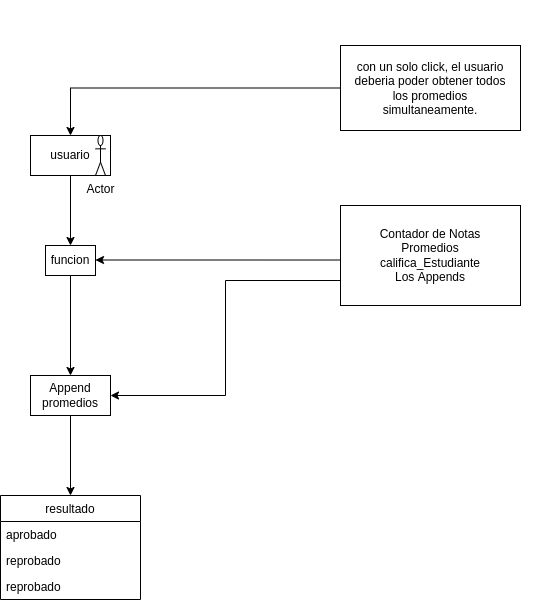 con un solo click, el usuario
deberia poder obtener todos
los promedios
simultaneamente.
usuario
Actor
Contador de Notas
Promedios
califica_Estudiante
Los Appends
funcion
Append
promedios
resultado
aprobado
reprobado
reprobado